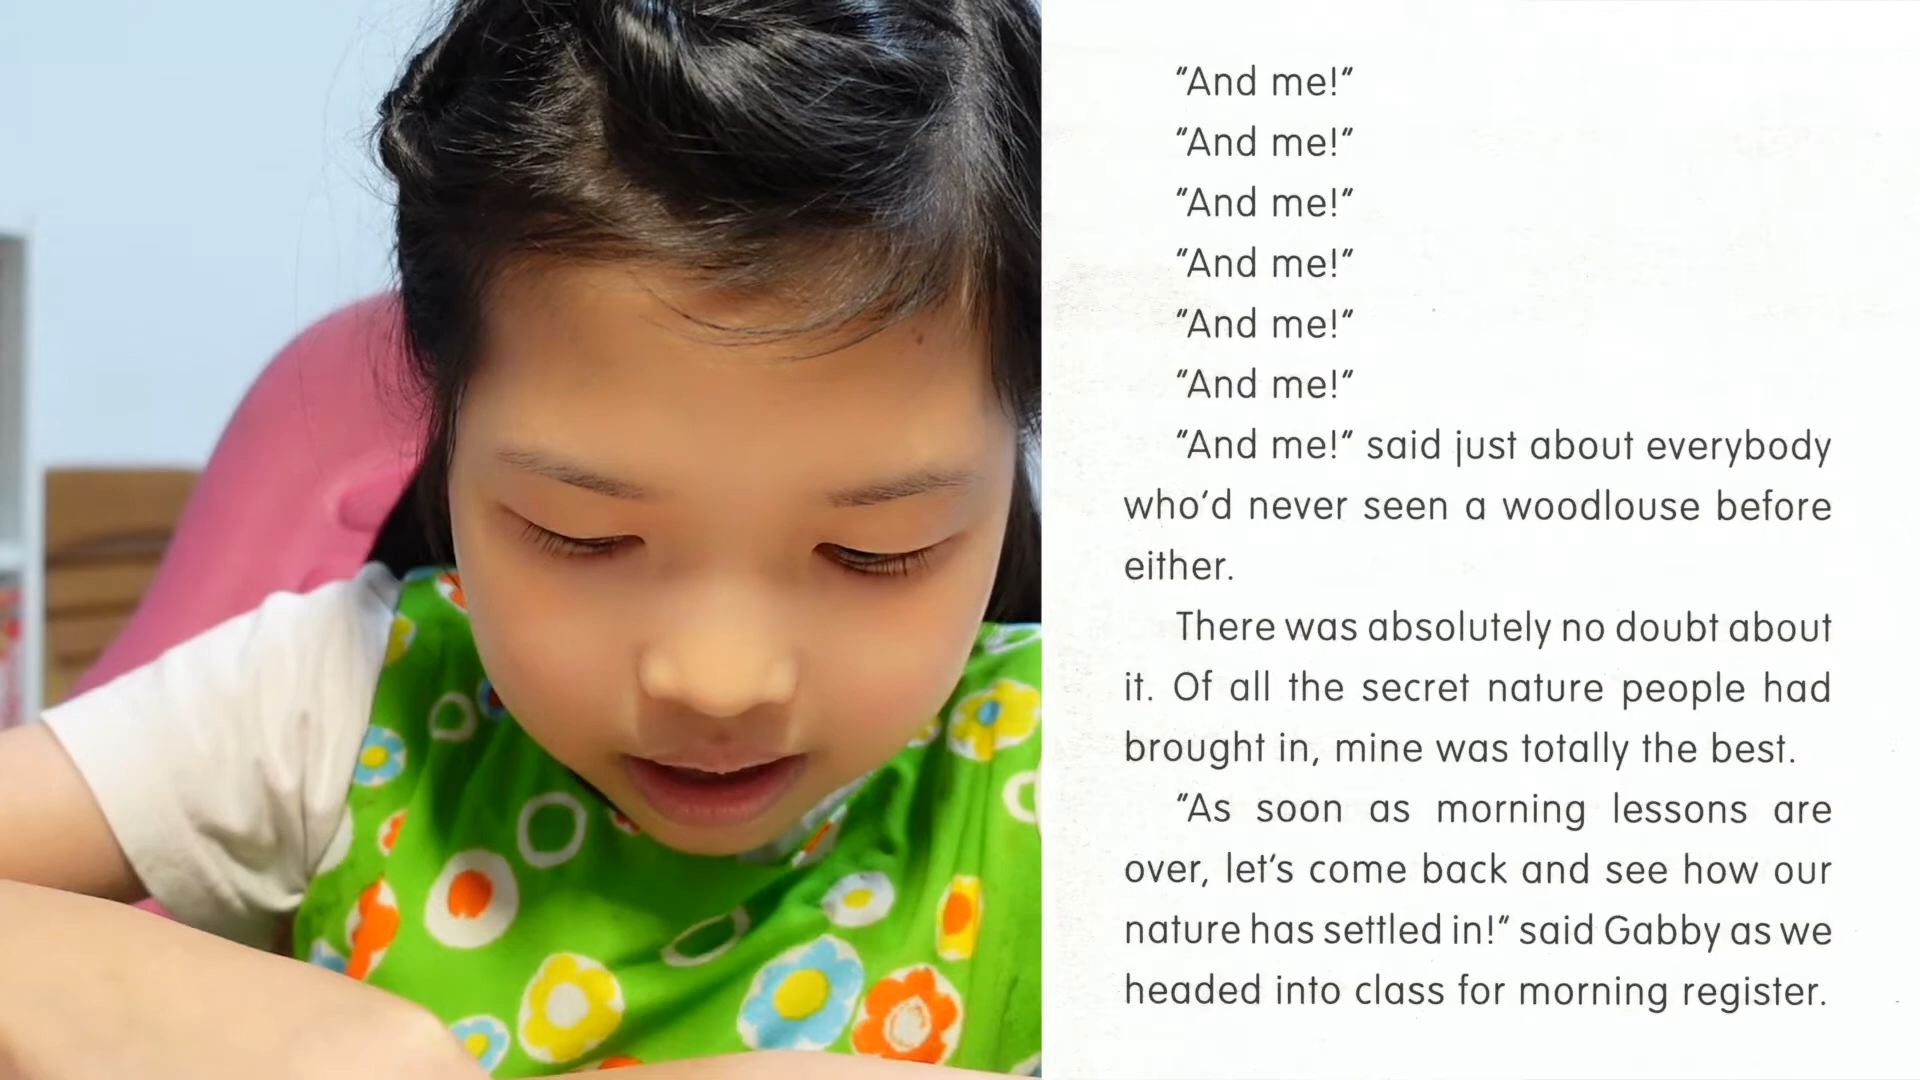 "And me!"
"And me!"
"And me!"
"And me!"
"And me!"
"And me!"
"And me!" said just about everybody
who'd never seen a woodlouse before
either.
There was absolutely no doubt about
it. Of all the secret nature people had
brought in, mine was totally the best.
"As soon as morning lessons are
over, let's come back and see how our
nature has settled in!" said Gabby as we
headed into class for morning register.